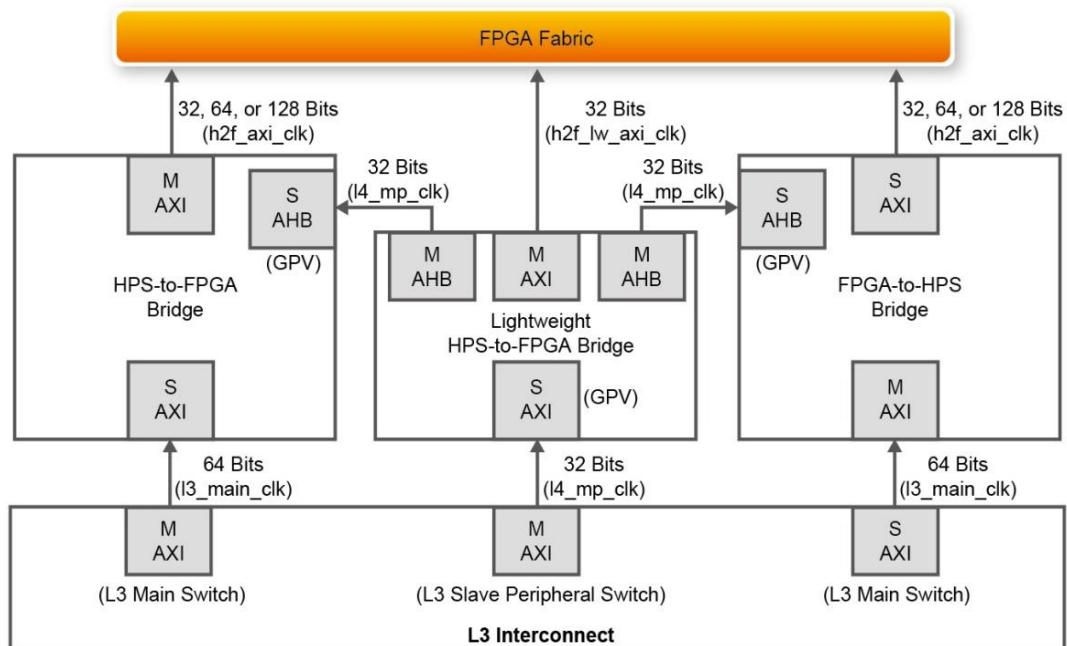 FPGA Fabric
32, 64, or 128 Bits
(h2f_axi_clk)
32 Bits
(h2f_lw_axi_clk)
32, 64, or 128 Bits
(h2f_axi_clk)
32 Bits
(l4_mp_clk)
32 Bits
(l4_mp_clk)
M
AXI
S
AHB
(GPV)
HPS-to-FPGA
Bridge
S
AXI
M
AHB
M
AXI
M
AHB
Lightweight
HPS-to-FPGA Bridge
S
AXI
(GPV)
S
AHB
(GPV)
S
AXI
FPGA-to-HPS
Bridge
M
AXI
64 Bits
(l3_main_clk)
32 Bits
(l4_mp_clk)
64 Bits
(l3_main_clk)
M
AXI
(L3 Main Switch)
M
AXI
(L3 Slave Peripheral Switch)
S
AXI
(L3 Main Switch)
L3 Interconnect